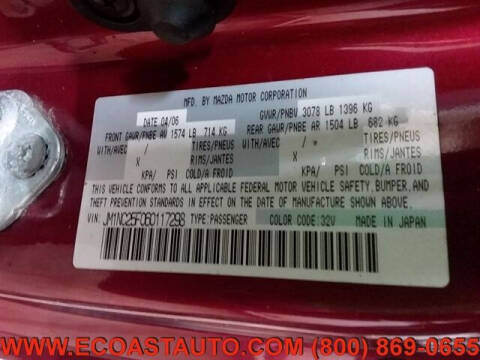 MFD. BY MAZDA MOTOR CORPORATION
DATE 04/06 GVWR/PNBV 3078 LB 1396 KG
FRONT GAWR/PNBE AV 1574 LB 714 KG REAR GAWR/PNBE AR 1504 LB 682 KG
WITH/AVEC / TIRES/PNEUS WITH/AVEC / TIRES/PNEUS
X RIMS/JANTES X RIMS/JANTES
KPA/ PSI COLD/A FROID KPA/ PSI COLD/A FROID
THIS VEHICLE CONFORMS TO ALL APPLICABLE FEDERAL MOTOR VEHICLE SAFETY, BUMPER, AND
THEFT PREVENTION STANDARDS IN EFFECT ON THE DATE OF MANUFACTURE SHOWN ABOVE.
VIN: JM1NC25F060117298 TYPE: PASSENGER COLOR CODE: 32V MADE IN JAPAN
WWW.ECOASTAUTO.COM (800) 869-0655